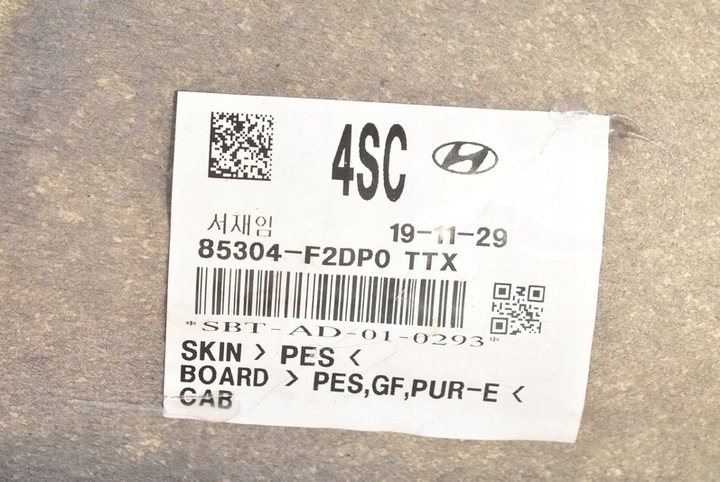 4SC
서재임
19-11-29
85304-F2DP0 TTX
*SBT-AD-01-0293*
SKIN > PES <
BOARD > PES,GF,PUR-E <
CAB